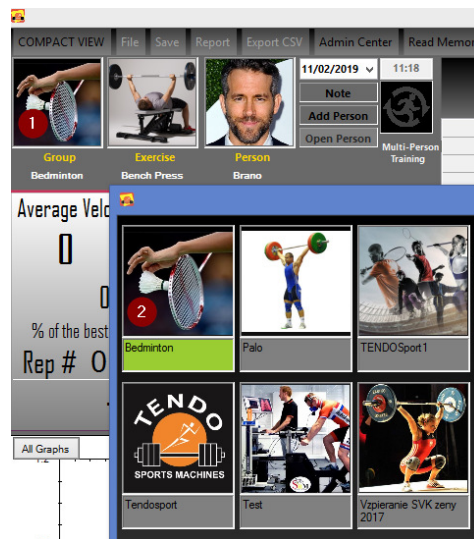 COMPACT VIEW File Save Report Export CSV Admin Center Read Memor
11/02/2019 11:18
1
Note
Add Person
Open Person
Multi-Person
Training
Group Exercise Person
Bedminton Bench Press Brano
Average Velo
0
0
% of the best
Rep # 0
All Graphs
1.2
2
Bedminton Palo TENDOSport1
TENDO
SPORTS MACHINES
Tendosport Test Vzpieranie SVK zeny
2017